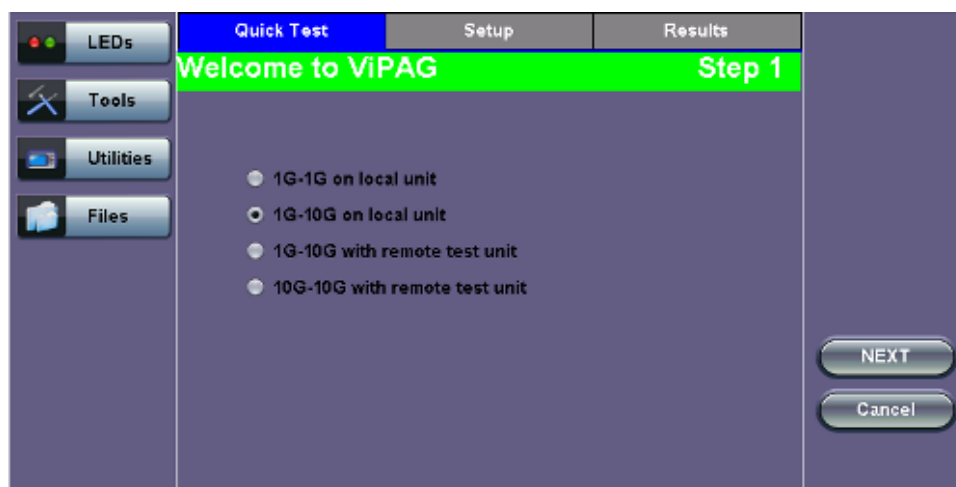 LEDs
Tools
Utilities
Files
Quick Test Setup Results
Welcome to ViPAG Step 1
1G-1G on local unit
1G-10G on local unit
1G-10G with remote test unit
10G-10G with remote test unit
NEXT
Cancel